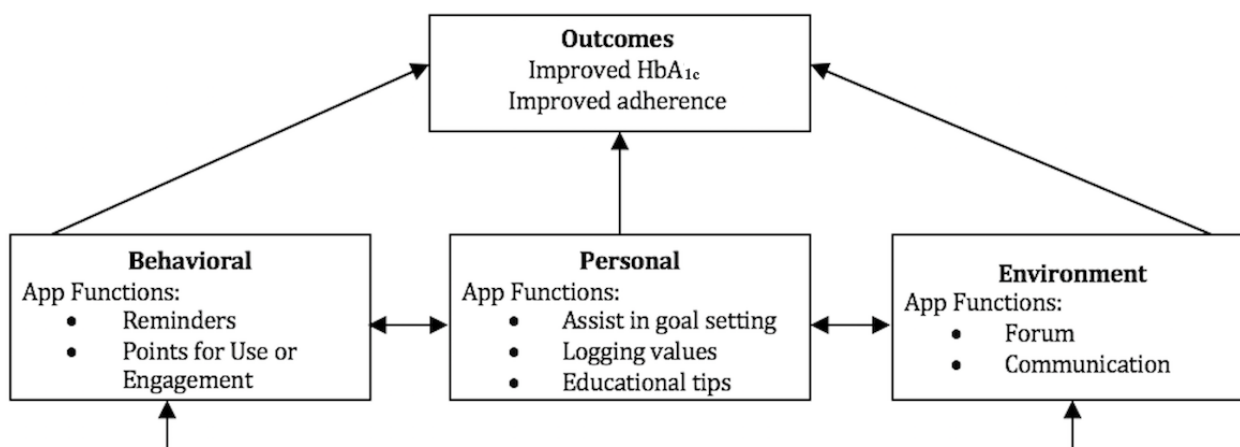 Outcomes
Improved HbA1c
Improved adherence
Behavioral
App Functions:
● Reminders
● Points for Use or
Engagement
Personal
App Functions:
● Assist in goal setting
● Logging values
● Educational tips
Environment
App Functions:
● Forum
● Communication